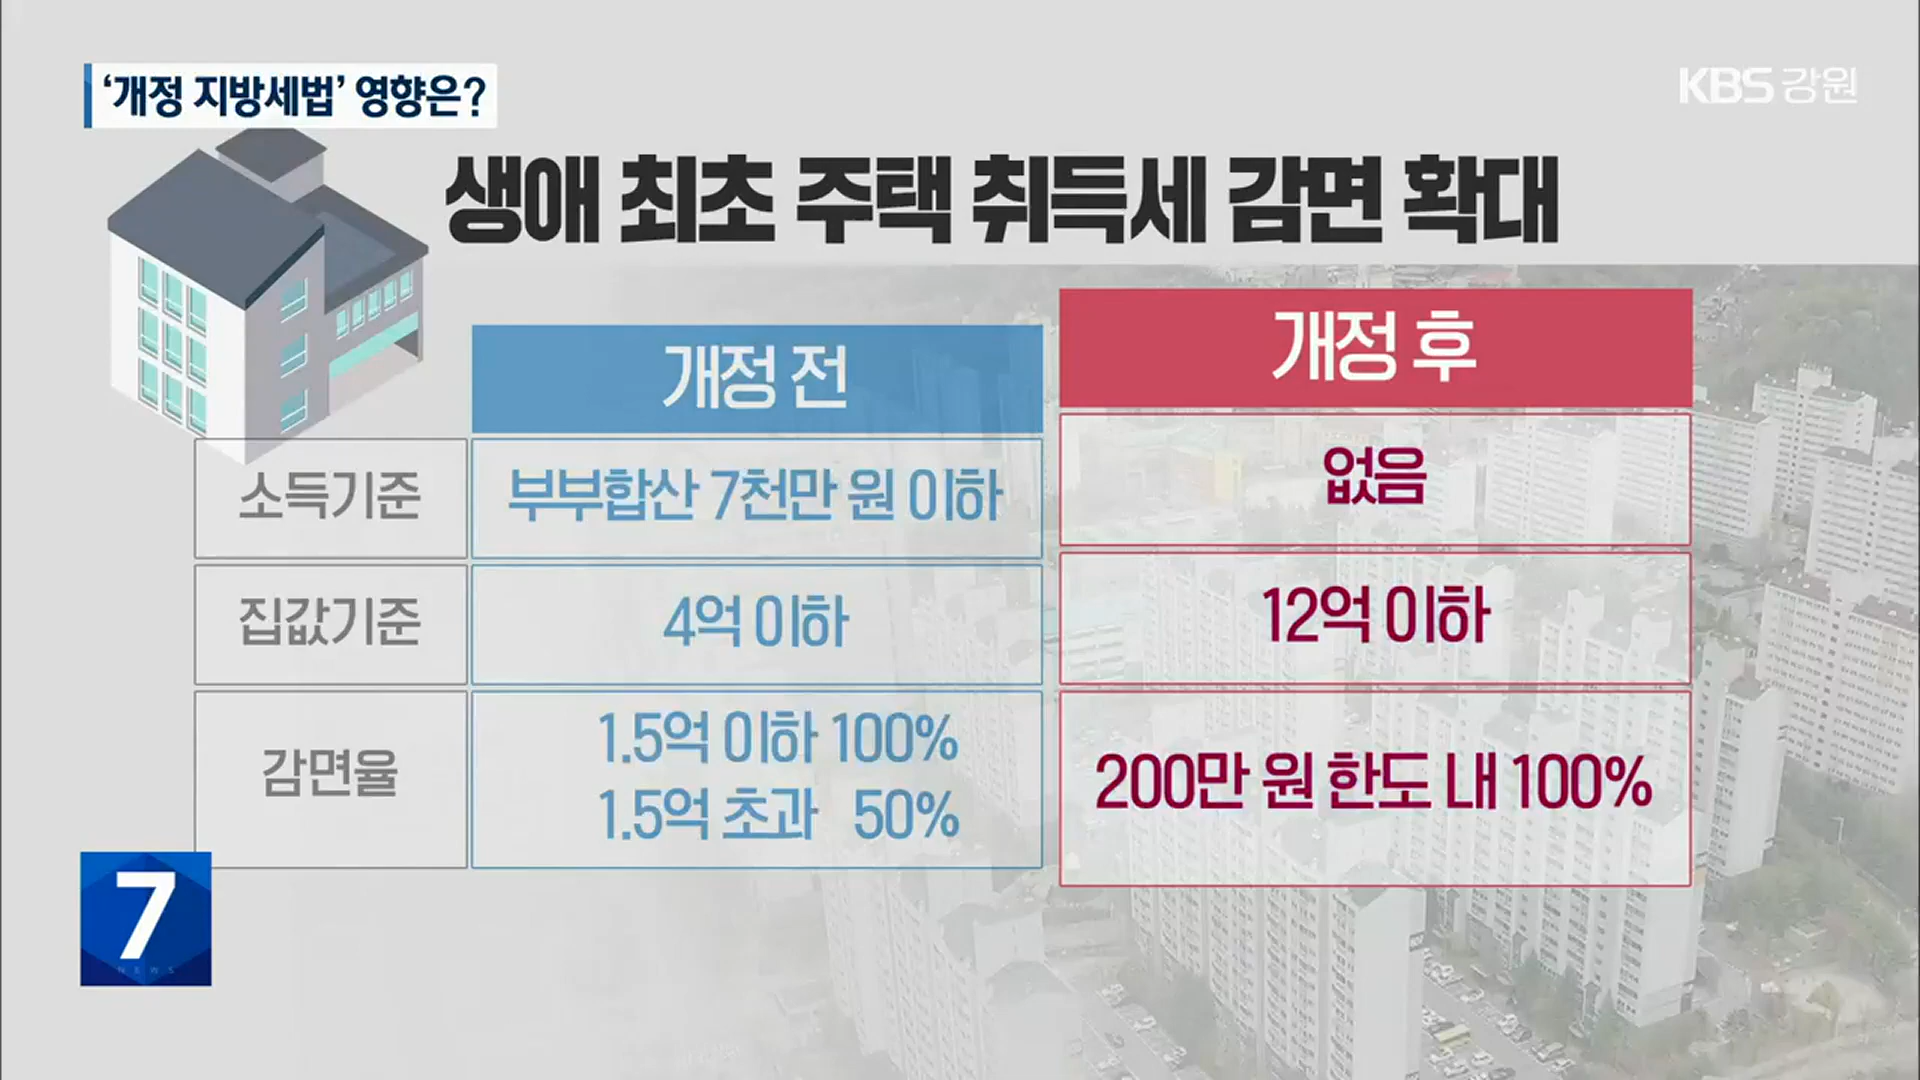 ‘개정 지방세법’ 영향은?
KBS 강원
생애 최초 주택 취득세 감면 확대
개정 전
개정 후
소득기준
부부합산 7천만 원 이하
없음
집값기준
4억 이하
12억 이하
감면율
1.5억 이하 100%
1.5억 초과 50%
200만 원 한도 내 100%
7
NEWS